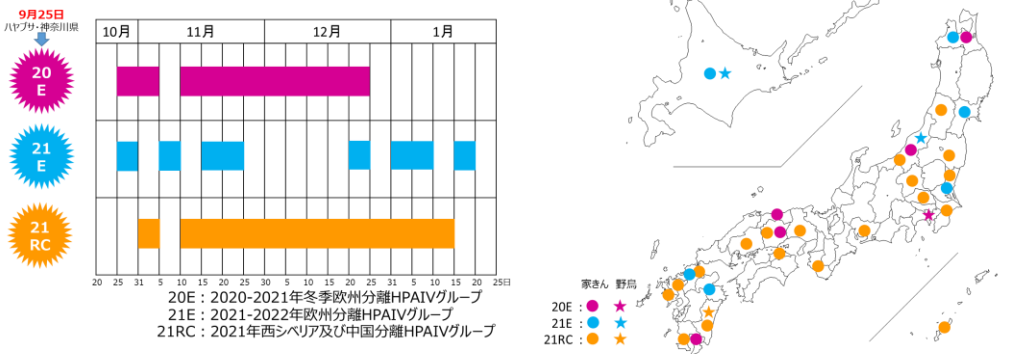 9月25日
ハヤブサ・神奈川県
10月 11月 12月 1月
20
E
21
E
21
RC
20 25 31 5 10 15 20 25 30 5 10 15 20 25 31 5 10 15 20 25日
20E：2020-2021年冬季欧州分離HPAIVグループ
21E：2021-2022年欧州分離HPAIVグループ
21RC：2021年西シベリア及び中国分離HPAIVグループ
家きん 野鳥
20E：
21E：
21RC：